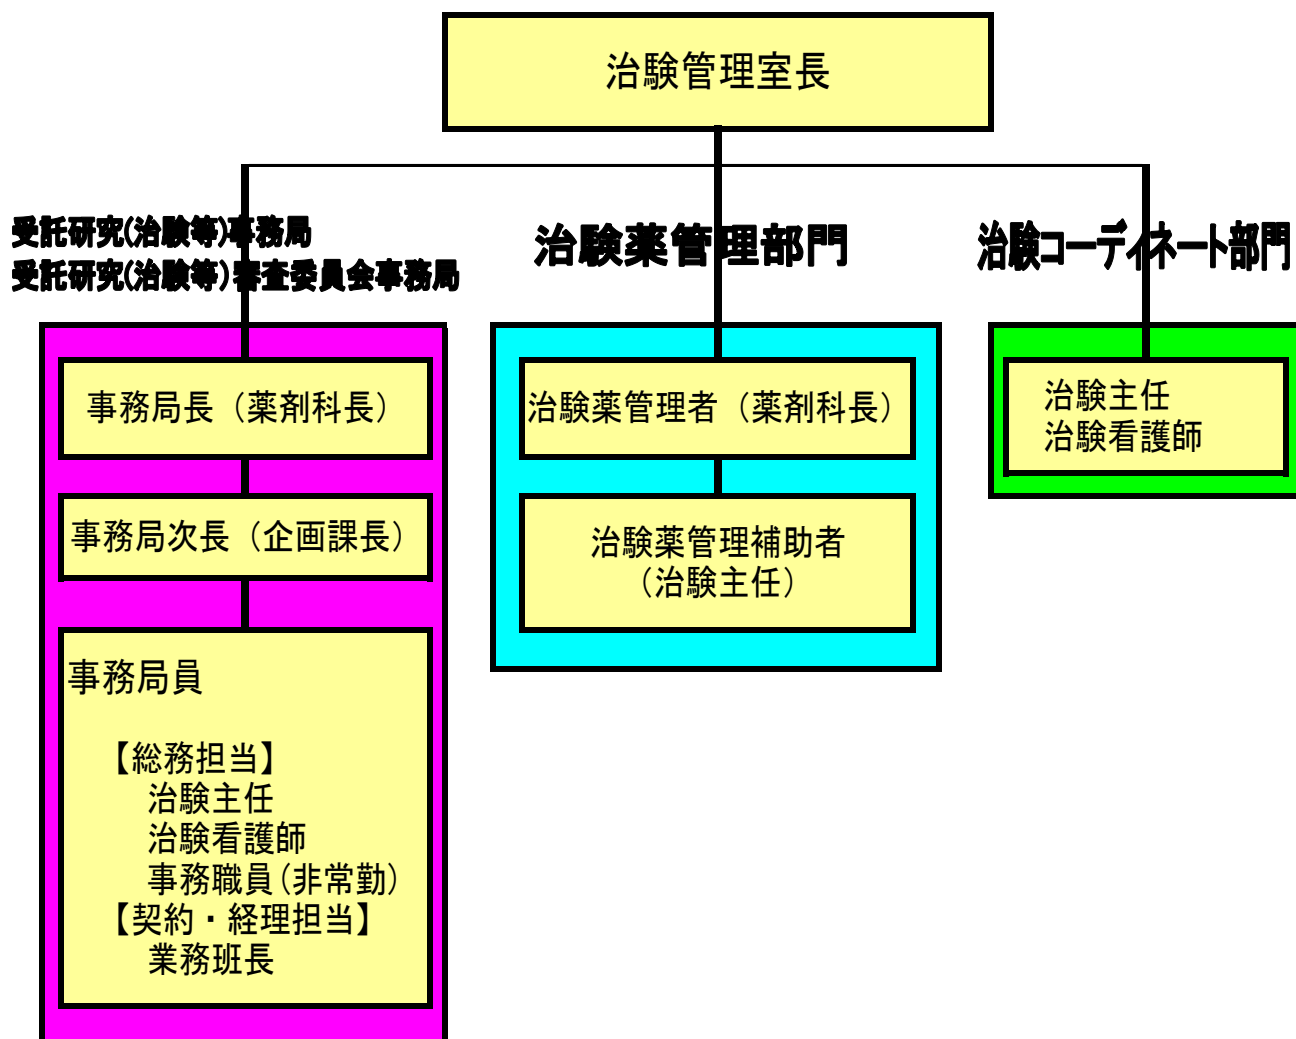 治験管理室長
受託研究(治験等)事務局
受託研究(治験等)審査委員会事務局
事務局長（薬剤科長）
事務局次長（企画課長）
事務局員
【総務担当】
治験主任
治験看護師
事務職員(非常勤)
【契約・経理担当】
業務班長
治験薬管理部門
治験薬管理者（薬剤科長）
治験薬管理補助者
（治験主任）
治験コーディネート部門
治験主任
治験看護師